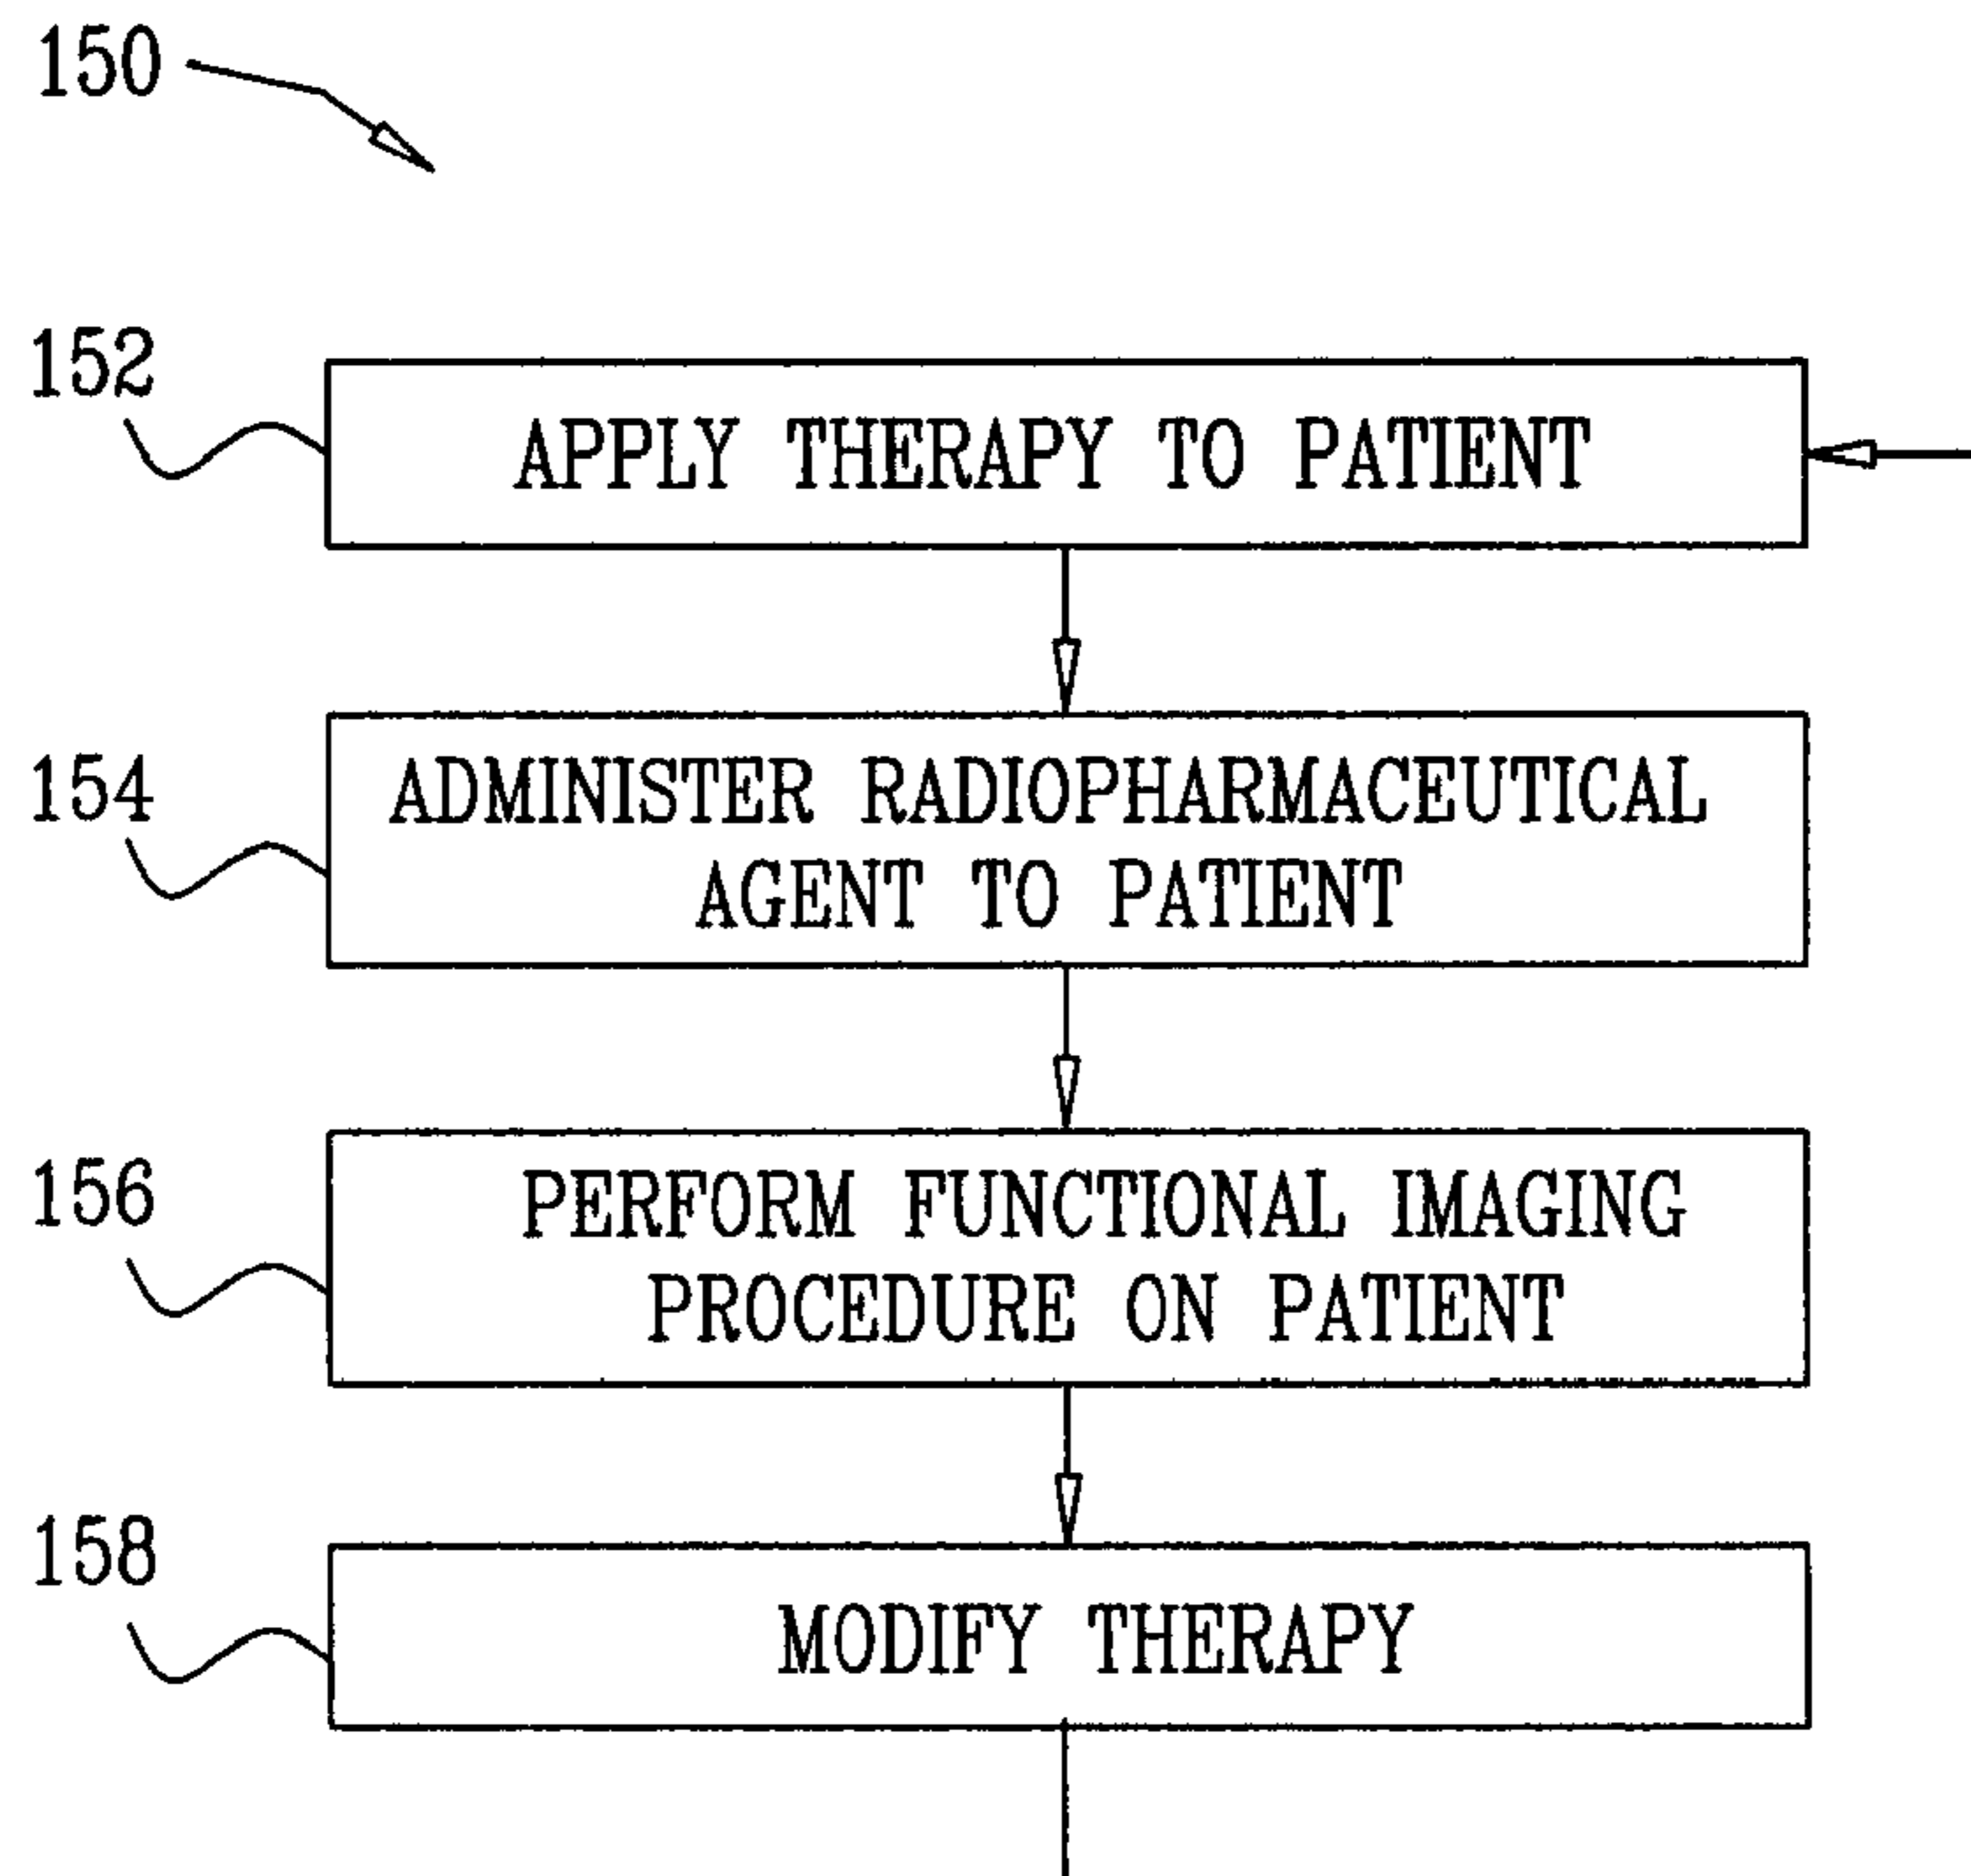 150
152
APPLY THERAPY TO PATIENT
154
ADMINISTER RADIOPHARMACEUTICAL
AGENT TO PATIENT
156
PERFORM FUNCTIONAL IMAGING
PROCEDURE ON PATIENT
158
MODIFY THERAPY